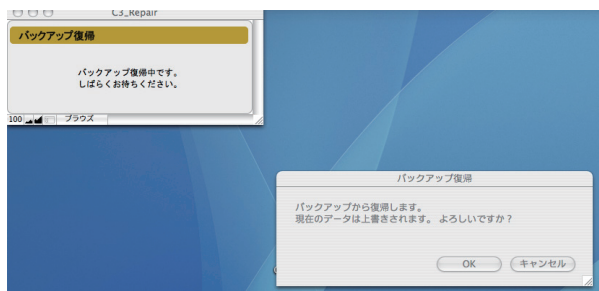 C3_Repair
バックアップ復帰
バックアップ復帰中です。
しばらくお待ちください。
100
ブラウズ
バックアップ復帰
バックアップから復帰します。
現在のデータは上書きされます。 よろしいですか？
OK
キャンセル